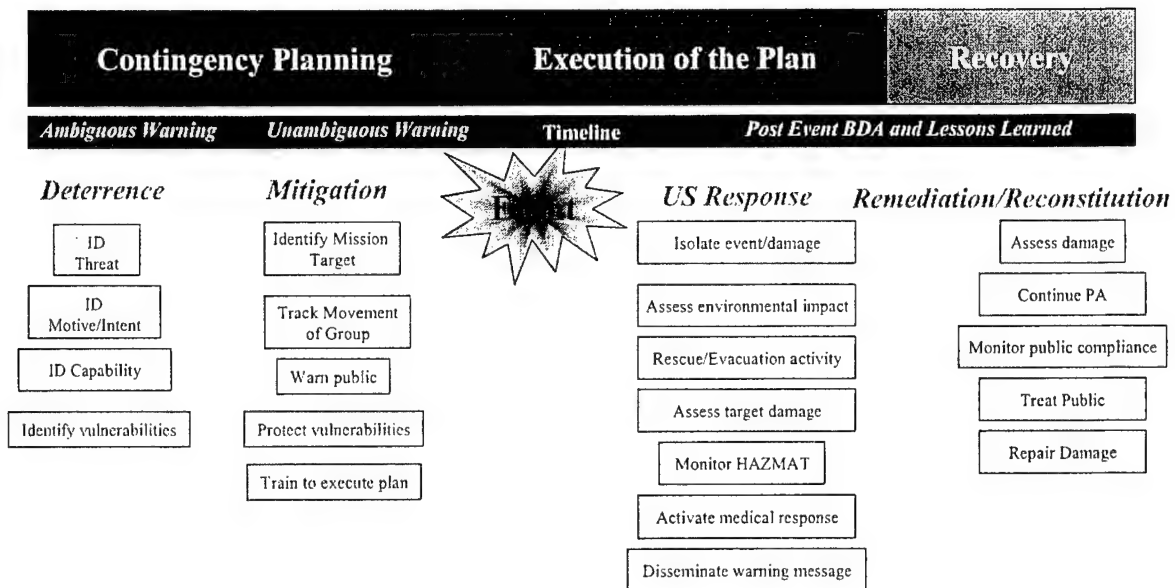 Contingency Planning
Execution of the Plan
Recovery
Ambiguous Warning
Unambiguous Warning
Timeline
Post Event BDA and Lessons Learned
Deterrence
ID
Threat
ID
Motive/Intent
ID Capability
Identify vulnerabilities
Mitigation
Identify Mission
Target
Track Movement
of Group
Warn public
Protect vulnerabilities
Train to execute plan
Event
US Response
Isolate event/damage
Assess environmental impact
Rescue/Evacuation activity
Assess target damage
Monitor HAZMAT
Activate medical response
Disseminate warning message
Remediation/Reconstitution
Assess damage
Continue PA
Monitor public compliance
Treat Public
Repair Damage